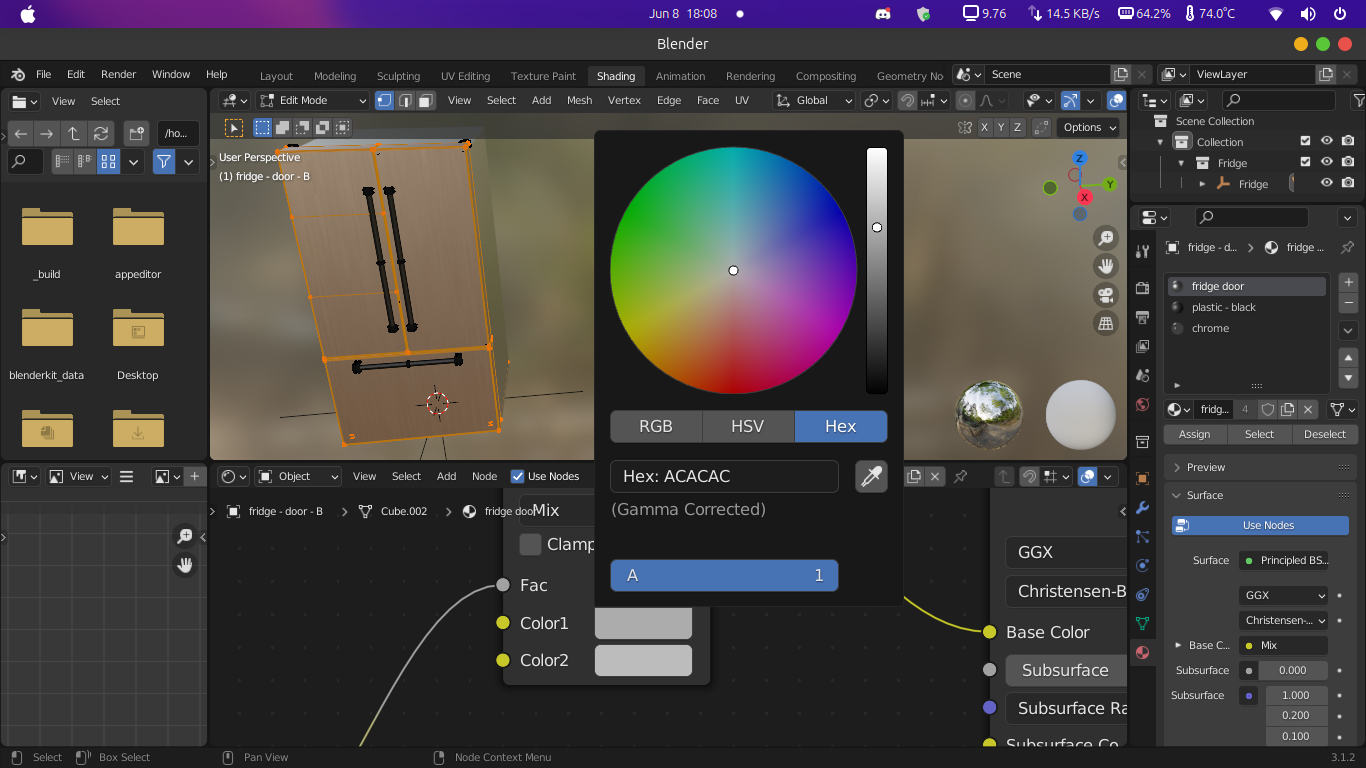 Jun 8 18:08
9.76
14.5 KB/s
64.2%
74.0°C
Blender
File Edit Render Window Help
Layout Modeling Sculpting UV Editing Texture Paint Shading Animation Rendering Compositing Geometry No
Scene
ViewLayer
View Select
Edit Mode
View Select Add Mesh Vertex Edge Face UV
Global
/ho...
X Y Z
Options
User Perspective
(1) fridge - door - B
_build
appeditor
blenderkit_data
Desktop
Z
Y
X
RGB HSV Hex
Hex: ACACAC
(Gamma Corrected)
A 1
Scene Collection
Collection
Fridge
Fridge
fridge - d...
fridge ...
fridge door
plastic - black
chrome
fridg...
4
Assign Select Deselect
Preview
Surface
Use Nodes
Surface
Principled BS...
GGX
Christensen-...
Base C...
Mix
Subsurface
0.000
Subsurface
1.000
0.200
0.100
View
Object
View Select Add Node
Use Nodes
fridge - door - B
Cube.002
fridge doo
Mix
Clamp
Fac
Color1
Color2
GGX
Christensen-B
Base Color
Subsurface
Subsurface Ra
Subsurface Co
Select
Box Select
Pan View
Node Context Menu
3.1.2